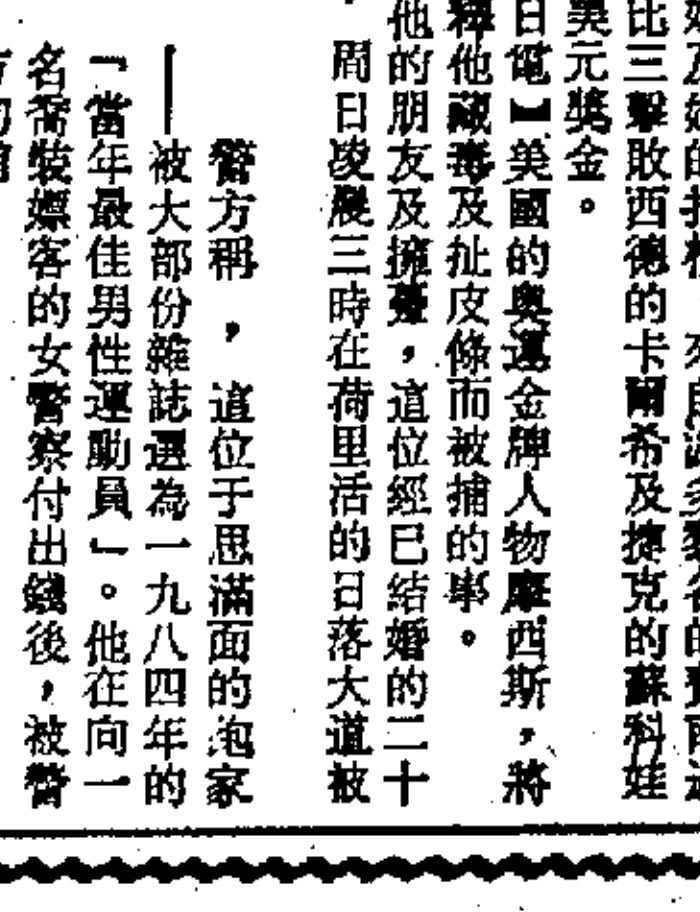 比三擊敗西德的卡爾希及捷克的蘇科娃
美元獎金。
日電】美國的奧運金牌人物摩西斯，將
釋他藏毒及扯皮條而被捕的事。
他的朋友及擁躉，這位經已結婚的二十
周日凌晨三時在荷里活的日落大道被
警方稱，這位于思滿面的炮家
——被大部份雜誌選為一九八四年的
「當年最佳男性運動員」。他在向一
名喬裝嫖客的女警察付出錢後，被警